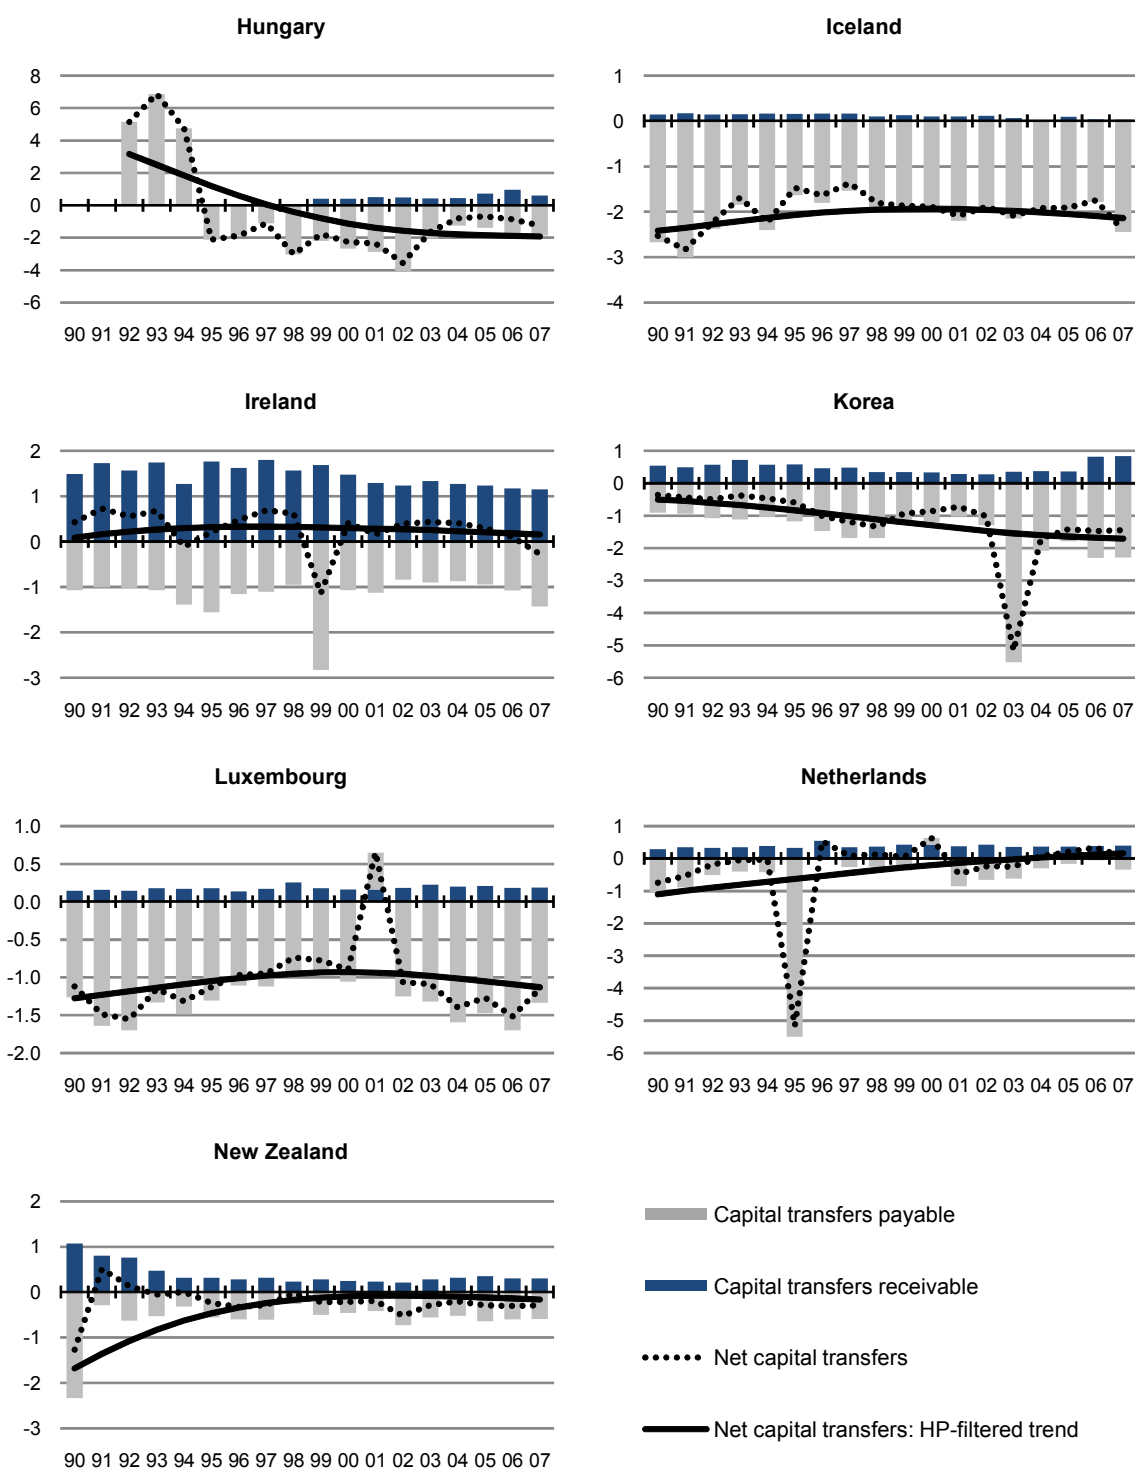 Hungary
8
6
4
2
0
-2
-4
-6
90 91 92 93 94 95 96 97 98 99 00 01 02 03 04 05 06 07
Iceland
1
0
-1
-2
-3
-4
90 91 92 93 94 95 96 97 98 99 00 01 02 03 04 05 06 07
Ireland
2
1
0
-1
-2
-3
90 91 92 93 94 95 96 97 98 99 00 01 02 03 04 05 06 07
Korea
1
0
-1
-2
-3
-4
-5
-6
90 91 92 93 94 95 96 97 98 99 00 01 02 03 04 05 06 07
Luxembourg
1.0
0.5
0.0
-0.5
-1.0
-1.5
-2.0
90 91 92 93 94 95 96 97 98 99 00 01 02 03 04 05 06 07
Netherlands
1
0
-1
-2
-3
-4
-5
-6
90 91 92 93 94 95 96 97 98 99 00 01 02 03 04 05 06 07
New Zealand
2
1
0
-1
-2
-3
90 91 92 93 94 95 96 97 98 99 00 01 02 03 04 05 06 07
Capital transfers payable
Capital transfers receivable
Net capital transfers
Net capital transfers: HP-filtered trend